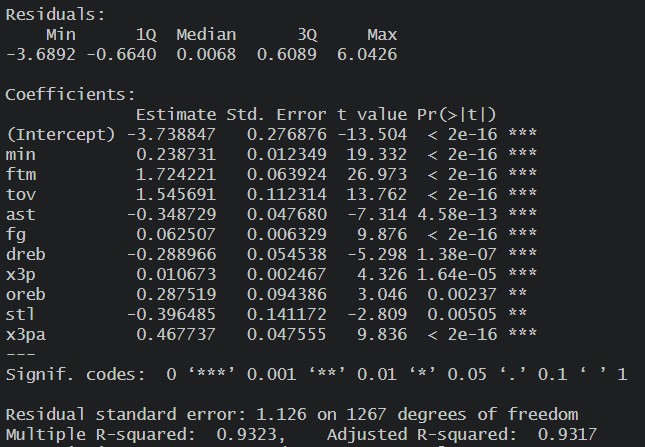 Residuals:
    Min      1Q  Median      3Q     Max
-3.6892 -0.6640  0.0068  0.6089  6.0426
Coefficients:
             Estimate Std. Error t value Pr(>|t|)
(Intercept) -3.738847   0.276876 -13.504  < 2e-16 ***
min          0.238731   0.012349  19.332  < 2e-16 ***
ftm          1.724221   0.063924  26.973  < 2e-16 ***
tov          1.545691   0.112314  13.762  < 2e-16 ***
ast         -0.348729   0.047680  -7.314 4.58e-13 ***
fg           0.062507   0.006329   9.876  < 2e-16 ***
dreb        -0.288966   0.054538  -5.298 1.38e-07 ***
x3p          0.010673   0.002467   4.326 1.64e-05 ***
oreb         0.287519   0.094386   3.046  0.00237 **
stl         -0.396485   0.141172  -2.809  0.00505 **
x3pa         0.467737   0.047555   9.836  < 2e-16 ***
---
Signif. codes:  0 ‘***’ 0.001 ‘**’ 0.01 ‘*’ 0.05 ‘.’ 0.1 ‘ ’ 1
Residual standard error: 1.126 on 1267 degrees of freedom
Multiple R-squared:  0.9323,    Adjusted R-squared:  0.9317